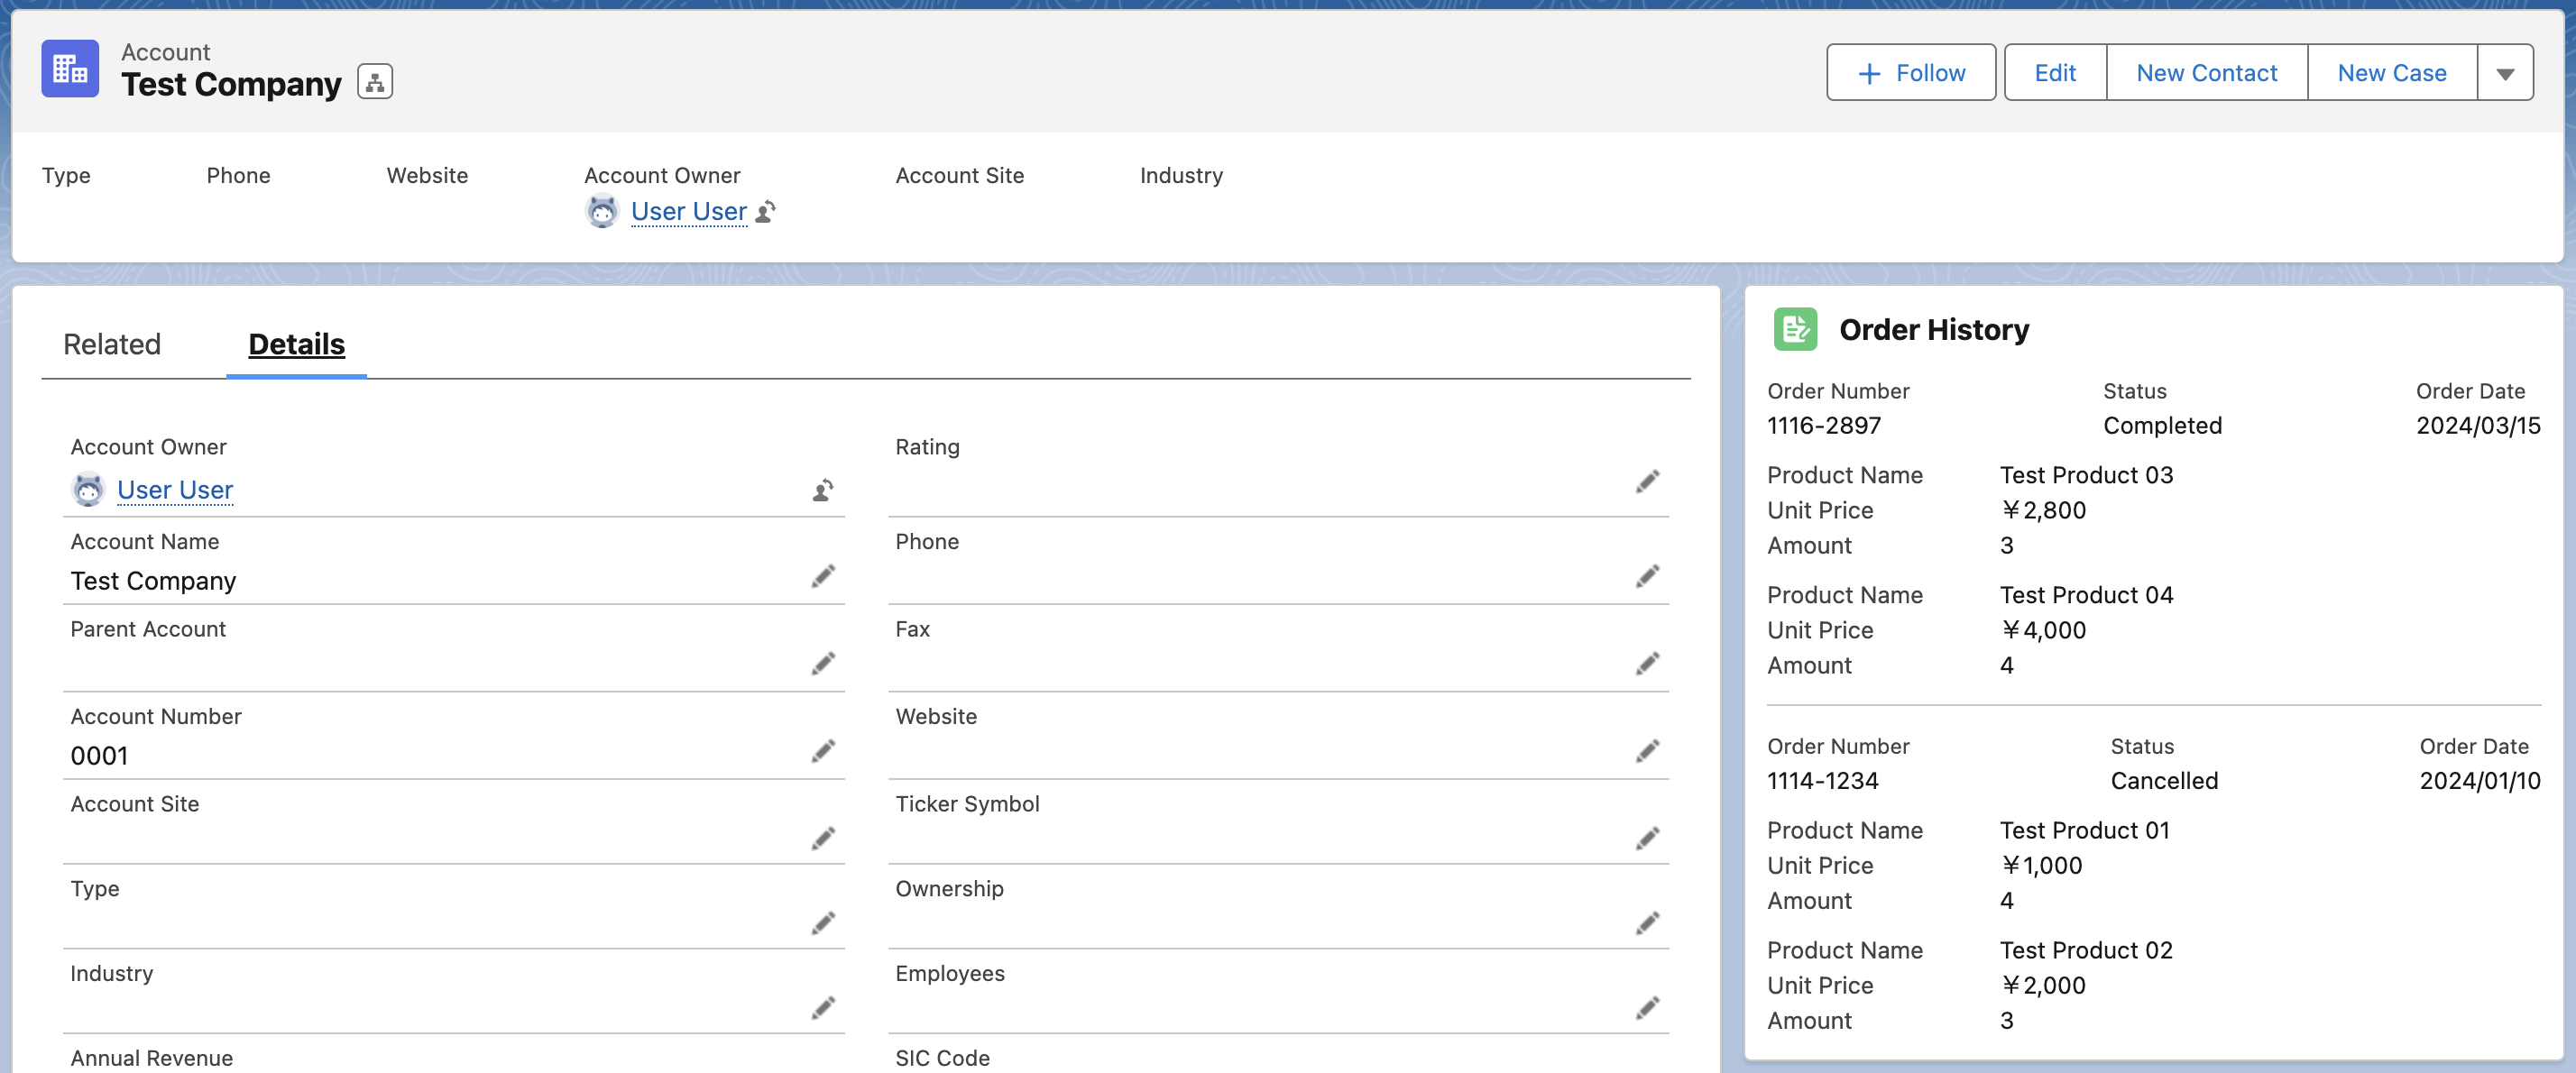 Account
Test Company
Follow
Edit
New Contact
New Case
Type
Phone
Website
Account Owner
User User
Account Site
Industry
Related
Details
Account Owner
User User
Rating
Account Name
Test Company
Phone
Parent Account
Fax
Account Number
0001
Website
Account Site
Ticker Symbol
Type
Ownership
Industry
Employees
Annual Revenue
SIC Code
Order History
Order Number Status Order Date
1116-2897 Completed 2024/03/15
Product Name Test Product 03
Unit Price ￥2,800
Amount 3
Product Name Test Product 04
Unit Price ￥4,000
Amount 4
Order Number Status Order Date
1114-1234 Cancelled 2024/01/10
Product Name Test Product 01
Unit Price ￥1,000
Amount 4
Product Name Test Product 02
Unit Price ￥2,000
Amount 3